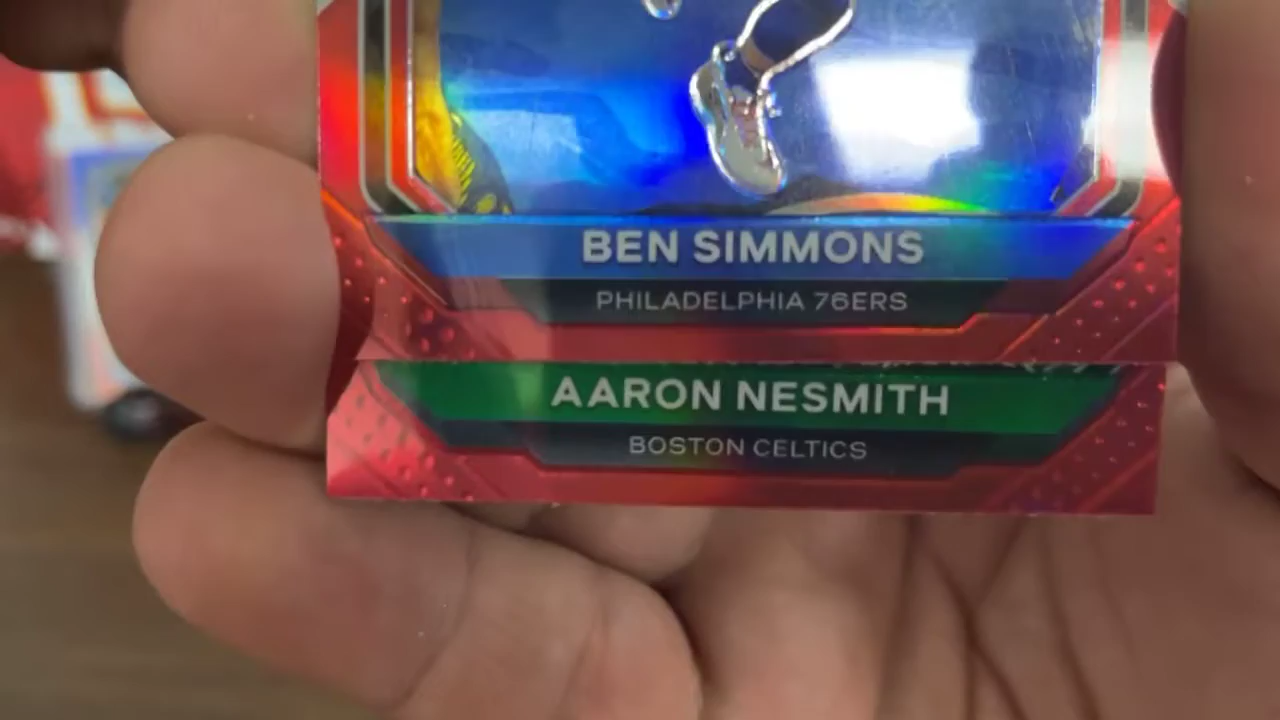 BEN SIMMONS
PHILADELPHIA 76ERS
AARON NESMITH
BOSTON CELTICS